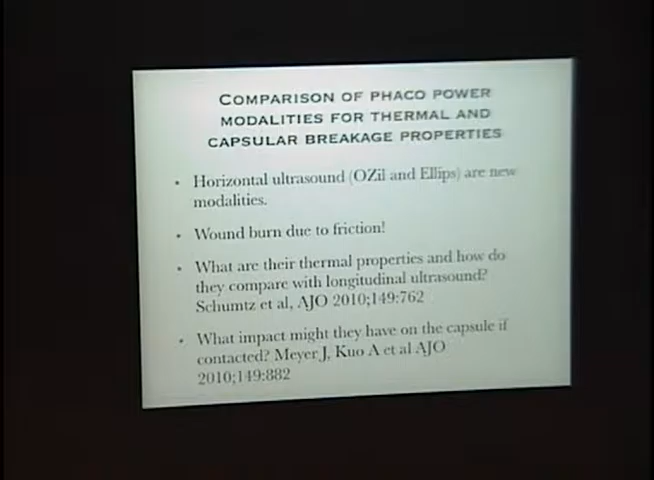 COMPARISON OF PHACO POWER
MODALITIES FOR THERMAL AND
CAPSULAR BREAKAGE PROPERTIES
• Horizontal ultrasound (OZil and Ellips) are new
modalities.
• Wound burn due to friction!
• What are their thermal properties and how do
they compare with longitudinal ultrasound?
Schumtz et al, AJO 2010;149:762
• What impact might they have on the capsule if
contacted? Meyer J, Kuo A et al AJO
2010;149:882